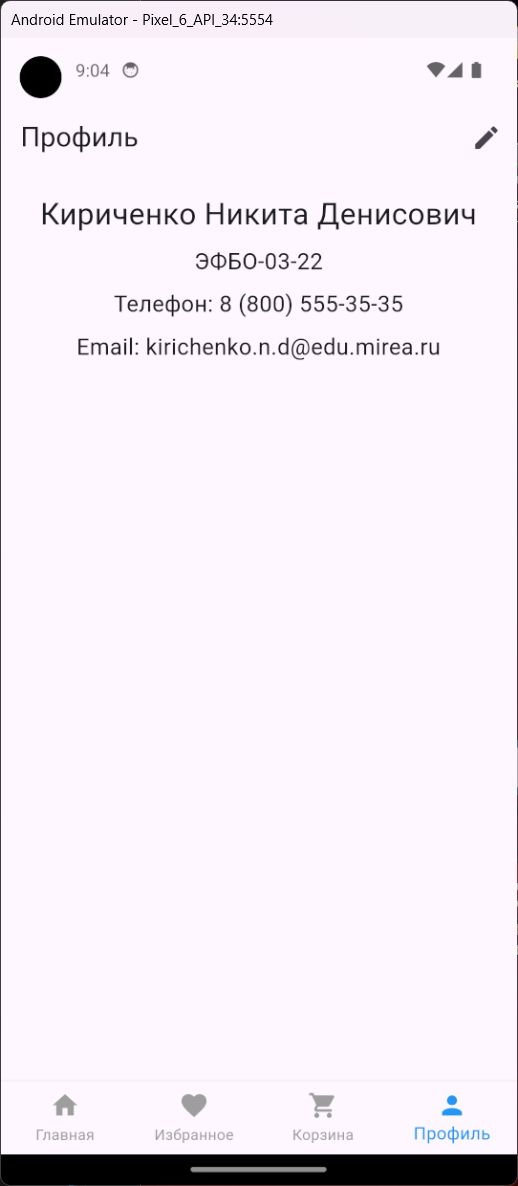 Android Emulator - Pixel_6_API_34:5554
9:04
Профиль
Кириченко Никита Денисович
ЭФБО-03-22
Телефон: 8 (800) 555-35-35
Email: kirichenko.n.d@edu.mirea.ru
Главная Избранное Корзина Профиль